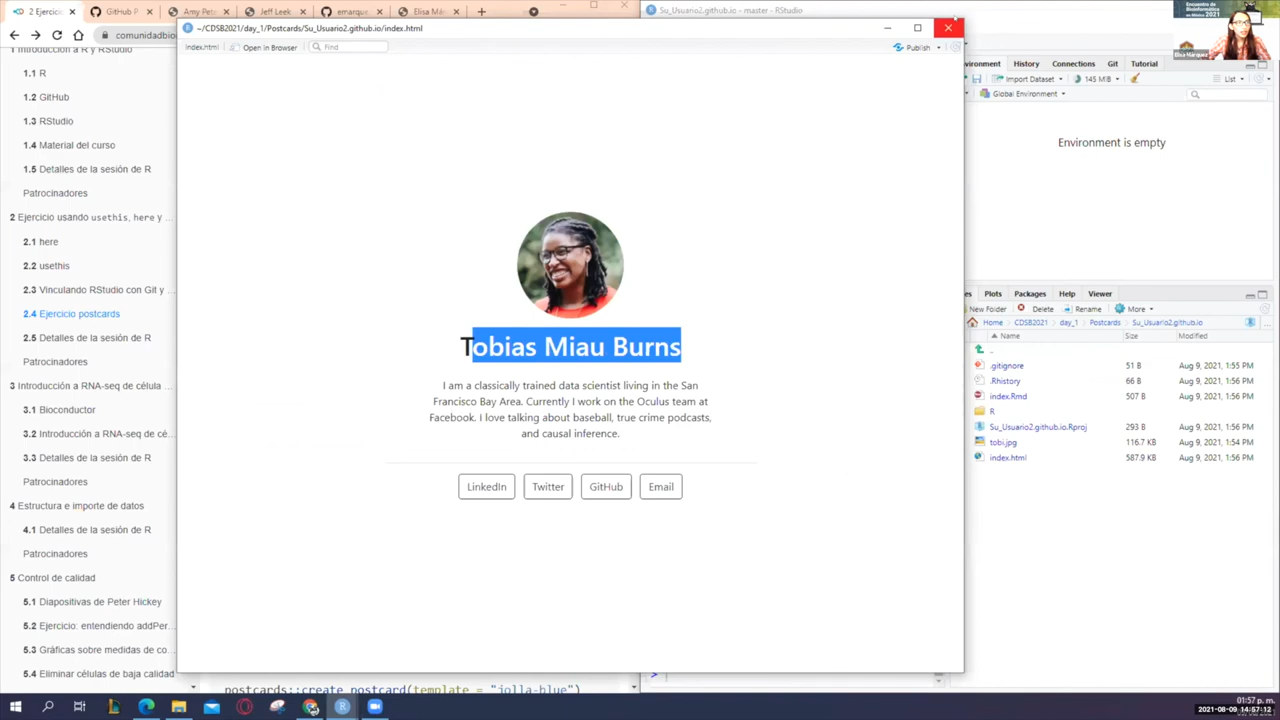 2 Ejercicio
GitHub P
Amy Pete
Jeff Leek
emarque
Elisa Má
Su_Usuario2.github.io - master - RStudio
Encuentro de
Bioinformática
en México
2021
Elisa Márquez
comunidadbio
~/CDSB2021/day_1/Postcards/Su_Usuario2.github.io/index.html
index.html
Open in Browser
Find
Publish
1 Introducción a R y RStudio
1.1 R
1.2 GitHub
1.3 RStudio
1.4 Material del curso
1.5 Detalles de la sesión de R
Patrocinadores
2 Ejercicio usando usethis, here y ...
2.1 here
2.2 usethis
2.3 Vinculando RStudio con Git y ...
2.4 Ejercicio postcards
2.5 Detalles de la sesión de R
Patrocinadores
3 Introducción a RNA-seq de célula ...
3.1 Bioconductor
3.2 Introducción a RNA-seq de cé...
3.3 Detalles de la sesión de R
Patrocinadores
4 Estructura e importe de datos
4.1 Detalles de la sesión de R
Patrocinadores
5 Control de calidad
5.1 Diapositivas de Peter Hickey
5.2 Ejercicio: entendiendo addPer...
5.3 Gráficas sobre medidas de co...
5.4 Eliminar células de baja calidad
Tobias Miau Burns
I am a classically trained data scientist living in the San
Francisco Bay Area. Currently I work on the Oculus team at
Facebook. I love talking about baseball, true crime podcasts,
and causal inference.
LinkedIn
Twitter
GitHub
Email
postcards::create_postcard(template = "jolla-blue")
>
vironment
History
Connections
Git
Tutorial
Import Dataset
145 MiB
List
Global Environment
Environment is empty
es
Plots
Packages
Help
Viewer
New Folder
Delete
Rename
More
Home
CDSB2021
day_1
Postcards
Su_Usuario2.github.io
...
Name
Size
Modified
..
.gitignore 51 B Aug 9, 2021, 1:55 PM
.Rhistory 66 B Aug 9, 2021, 1:55 PM
index.Rmd 507 B Aug 9, 2021, 1:56 PM
R
Su_Usuario2.github.io.Rproj 293 B Aug 9, 2021, 1:56 PM
tobi.jpg 116.7 KB Aug 9, 2021, 1:54 PM
index.html 587.9 KB Aug 9, 2021, 1:56 PM
01:57 p. m.
2021-08-09 14:57:12